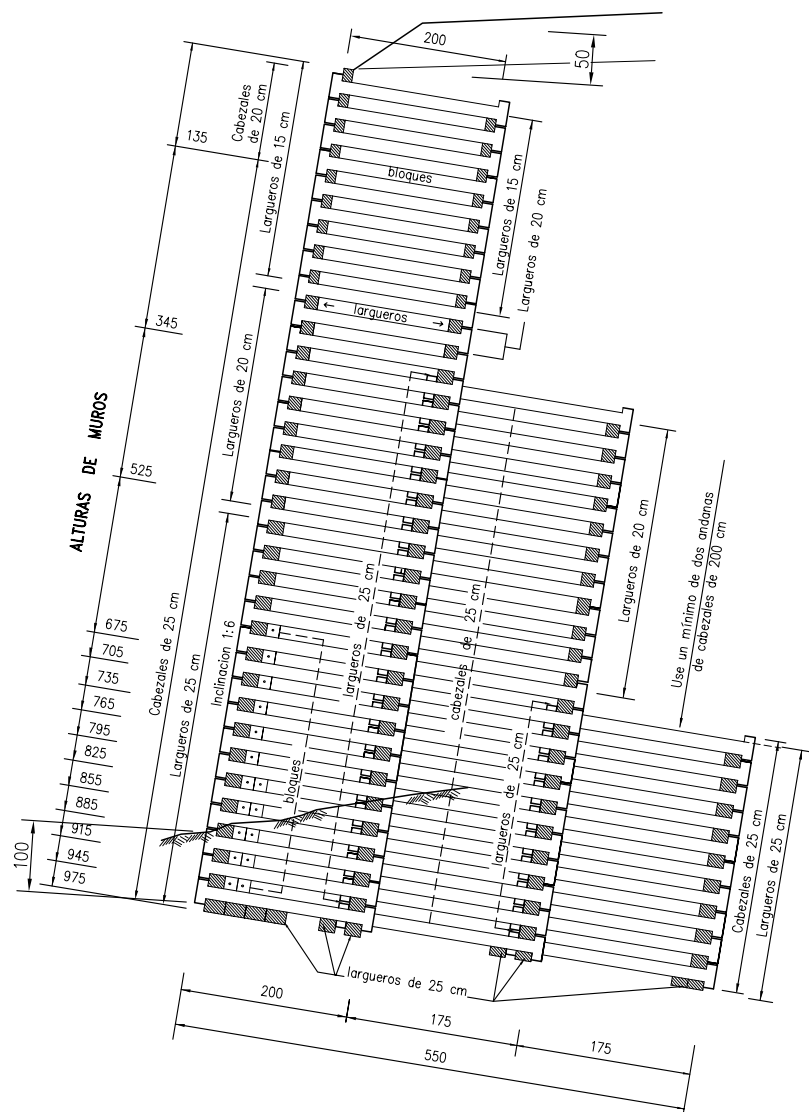 200
50
Cabezales
de 20 cm
Largueros de 15 cm
135
bloques
Largueros de 15 cm
Largueros de 20 cm
345
largueros
Largueros de 20 cm
ALTURAS DE MUROS
525
Largueros de 20 cm
Use un mínimo de dos andanas
de cabezales de 200 cm
Cabezales de 25 cm
Largueros de 25 cm
Inclinacion 1:6
largueros de 25 cm
cabezales de 25 cm
675
705
735
765
795
825
855
885
915
945
975
100
bloques
largueros de 25 cm
Cabezales de 25 cm
Largueros de 25 cm
largueros de 25 cm
200
175
175
550